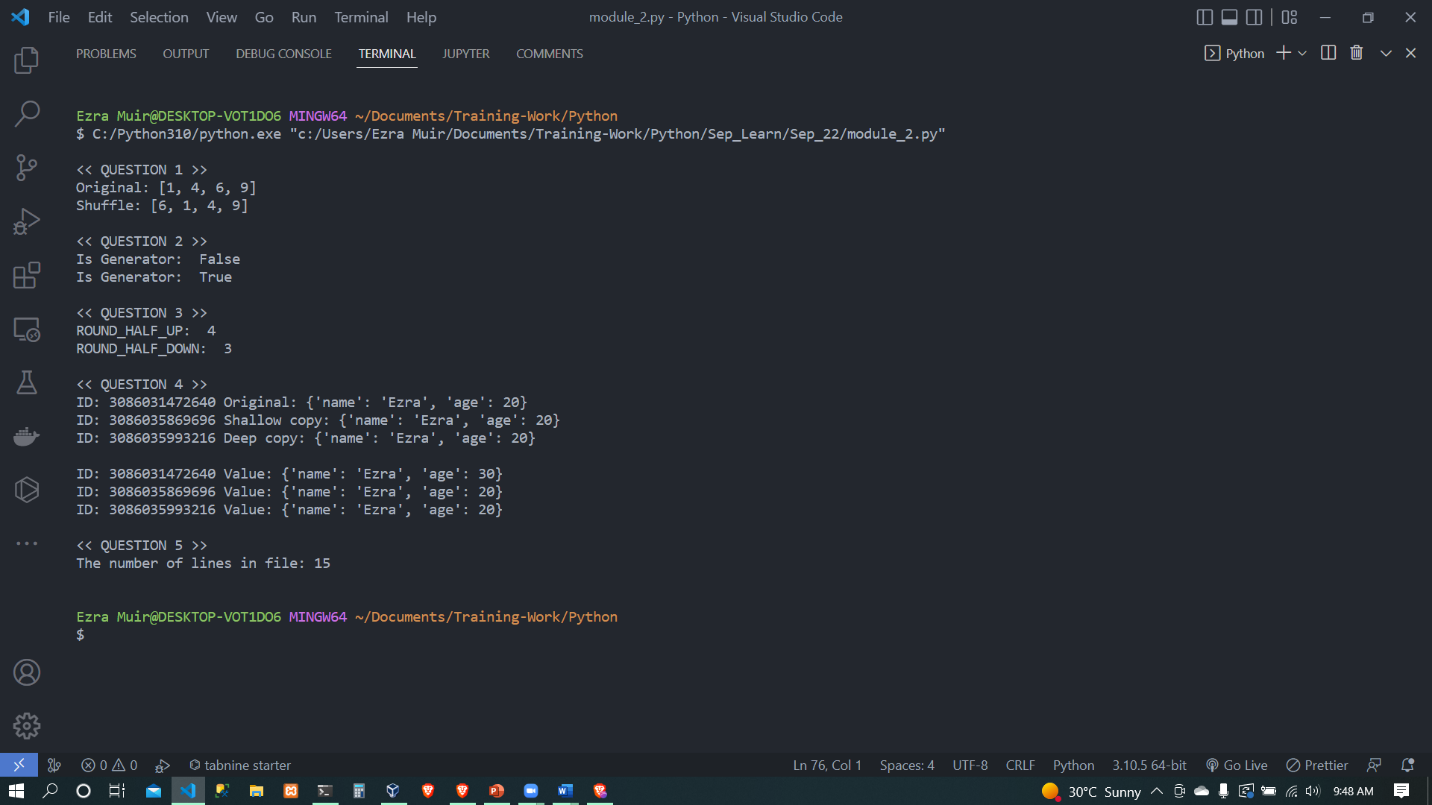 File Edit Selection View Go Run Terminal Help module_2.py - Python - Visual Studio Code
PROBLEMS OUTPUT DEBUG CONSOLE TERMINAL JUPYTER COMMENTS Python
Ezra Muir@DESKTOP-VOT1DO6 MINGW64 ~/Documents/Training-Work/Python
$ C:/Python310/python.exe "c:/Users/Ezra Muir/Documents/Training-Work/Python/Sep_Learn/Sep_22/module_2.py"
<< QUESTION 1 >>
Original: [1, 4, 6, 9]
Shuffle: [6, 1, 4, 9]
<< QUESTION 2 >>
Is Generator:  False
Is Generator:  True
<< QUESTION 3 >>
ROUND_HALF_UP:  4
ROUND_HALF_DOWN:  3
<< QUESTION 4 >>
ID: 3086031472640 Original: {'name': 'Ezra', 'age': 20}
ID: 3086035869696 Shallow copy: {'name': 'Ezra', 'age': 20}
ID: 3086035993216 Deep copy: {'name': 'Ezra', 'age': 20}
ID: 3086031472640 Value: {'name': 'Ezra', 'age': 30}
ID: 3086035869696 Value: {'name': 'Ezra', 'age': 20}
ID: 3086035993216 Value: {'name': 'Ezra', 'age': 20}
<< QUESTION 5 >>
The number of lines in file: 15
Ezra Muir@DESKTOP-VOT1DO6 MINGW64 ~/Documents/Training-Work/Python
$
0 0 tabnine starter Ln 76, Col 1 Spaces: 4 UTF-8 CRLF Python 3.10.5 64-bit Go Live Prettier
30°C Sunny 9:48 AM